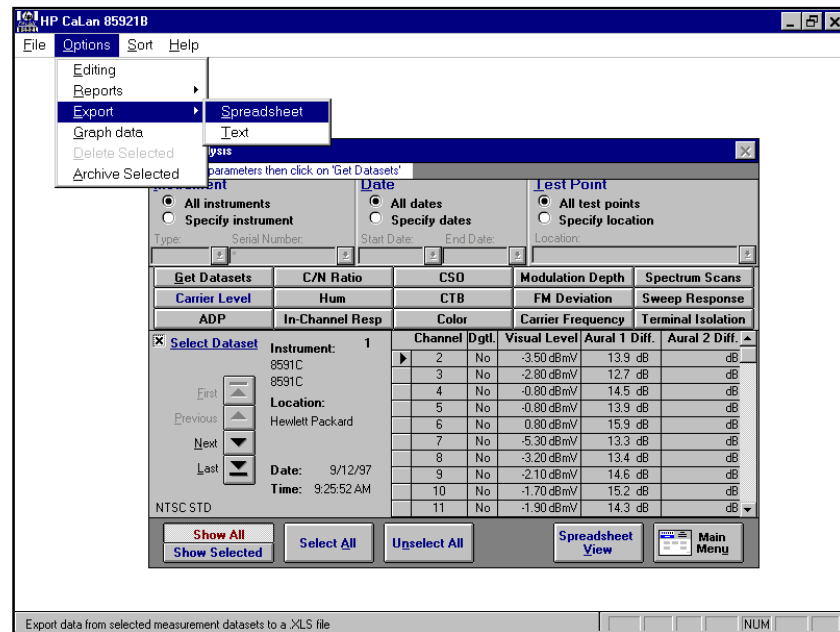 HP CaLan 85921B
File Options Sort Help
Editing
Reports
Export
Graph data
Delete Selected
Archive Selected
Spreadsheet
Text
ysis
parameters then click on 'Get Datasets'
Date Test Point
All instruments All dates All test points
Specify instrument Specify dates Specify location
Type: Serial Number: Start Date: End Date: Location:
*
Get Datasets C/N Ratio CSO Modulation Depth Spectrum Scans
Carrier Level Hum CTB FM Deviation Sweep Response
ADP In-Channel Resp Color Carrier Frequency Terminal Isolation
Select Dataset
Instrument: 1
8591C
8591C
Location:
Hewlett Packard
Date: 9/12/97
Time: 9:25:52 AM
First
Previous
Next
Last
NTSC STD
Channel Dgtl. Visual Level Aural 1 Diff. Aural 2 Diff.
2 No -3.50 dBmV 13.9 dB dB
3 No -2.80 dBmV 12.7 dB dB
4 No -0.80 dBmV 14.5 dB dB
5 No -0.80 dBmV 13.9 dB dB
6 No 0.80 dBmV 15.9 dB dB
7 No -5.30 dBmV 13.3 dB dB
8 No -3.20 dBmV 13.4 dB dB
9 No -2.10 dBmV 14.6 dB dB
10 No -1.70 dBmV 15.2 dB dB
11 No -1.90 dBmV 14.3 dB dB
Show All
Show Selected
Select All
Unselect All
Spreadsheet
View
Main
Menu
Export data from selected measurement datasets to a .XLS file NUM